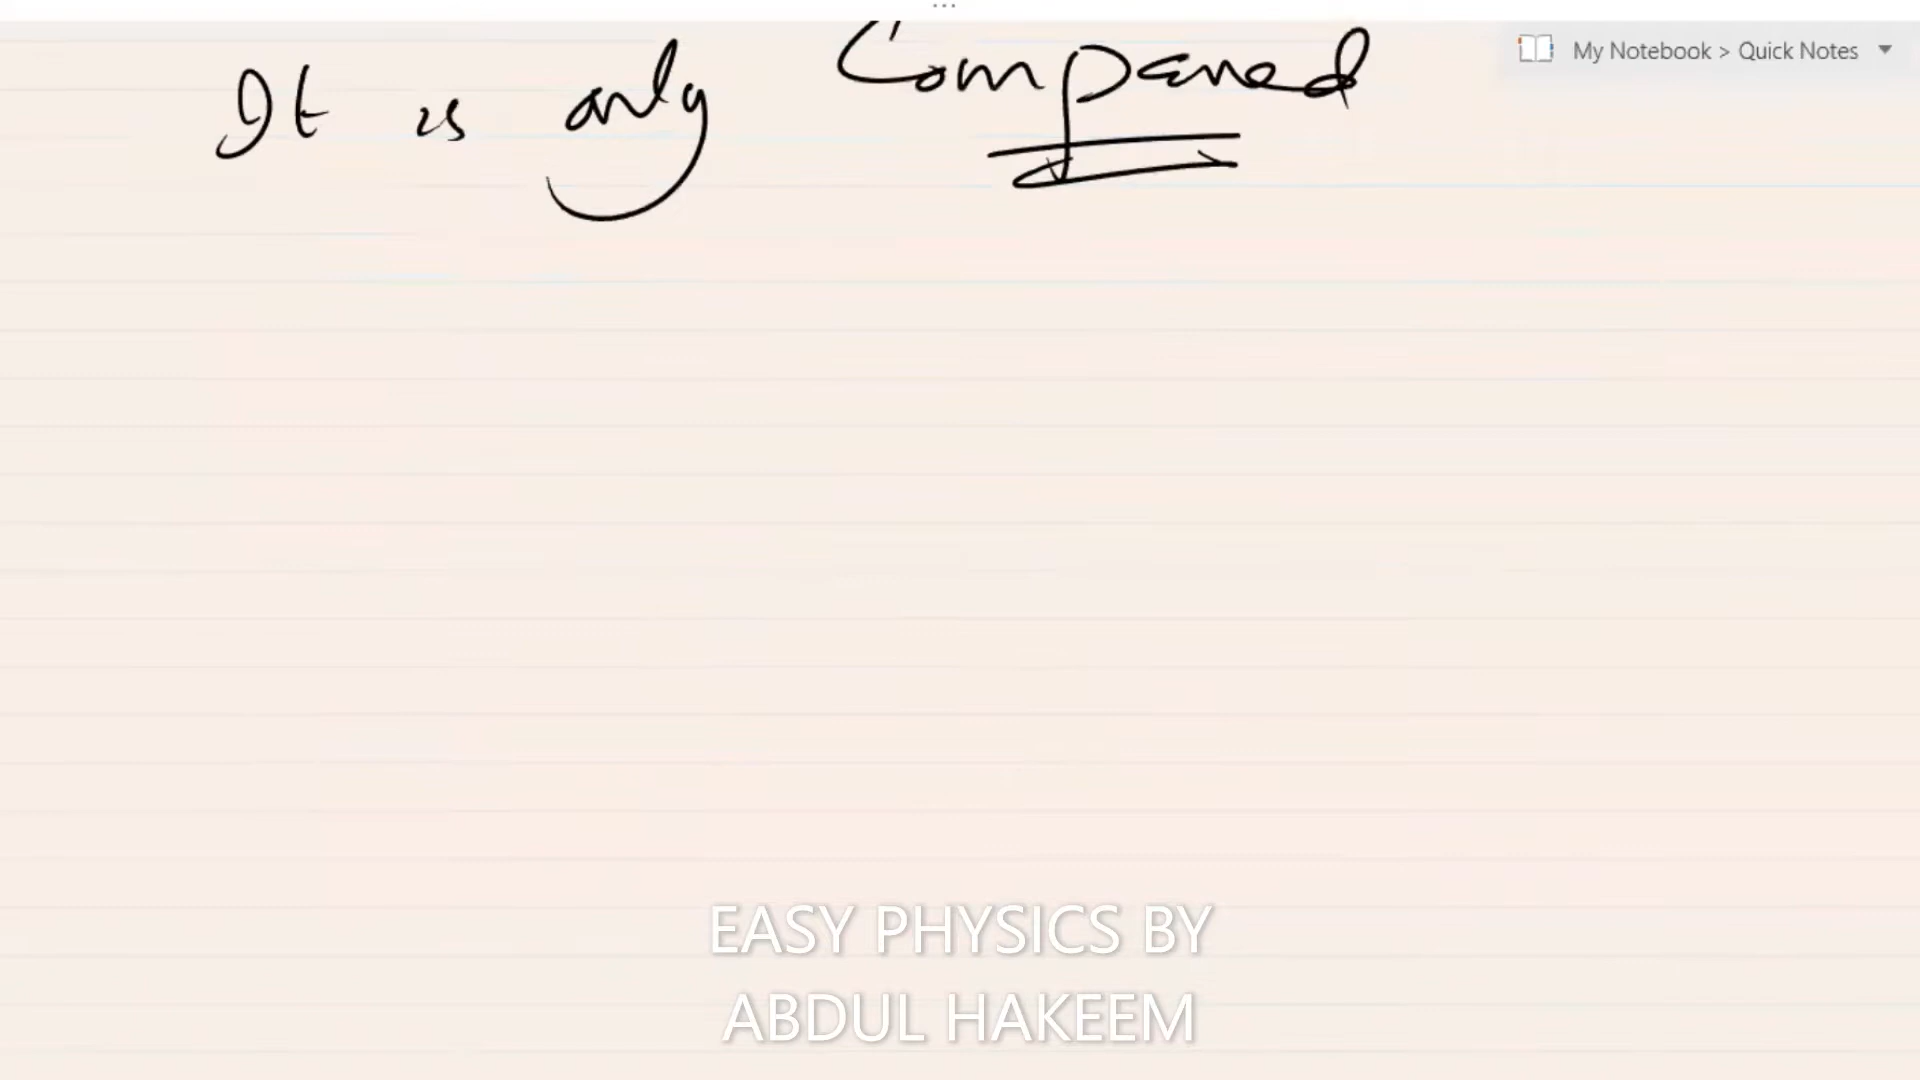 It is only Compared
My Notebook > Quick Notes
EASY PHYSICS BY
ABDUL HAKEEM